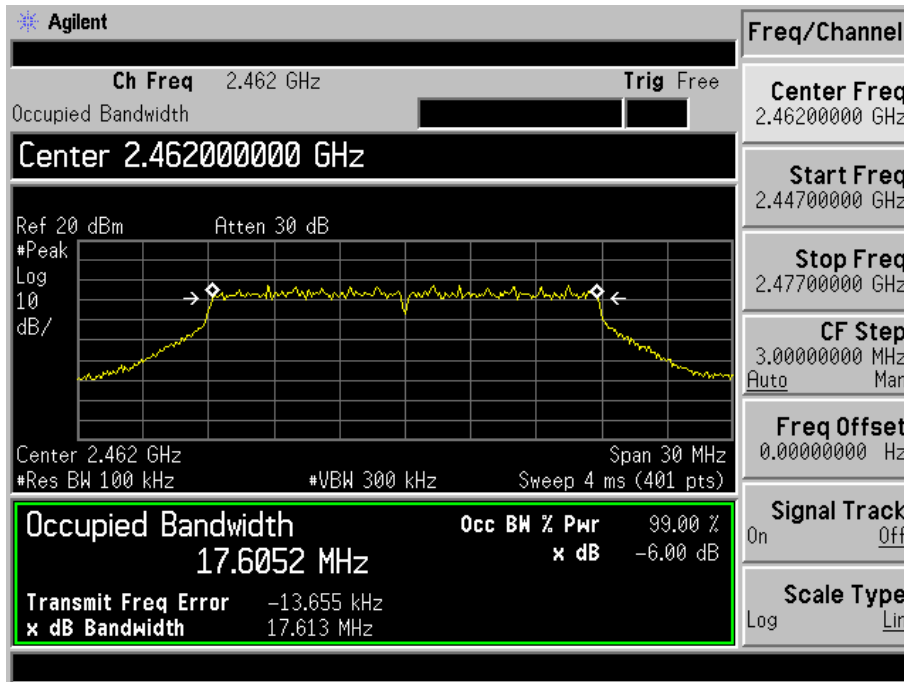 Agilent
Freq/Channel
Ch Freq 2.462 GHz Trig Free
Occupied Bandwidth
Center 2.462000000 GHz
Ref 20 dBm Atten 30 dB
#Peak
Log
10
dB/
Center 2.462 GHz Span 30 MHz
#Res BW 100 kHz #VBW 300 kHz Sweep 4 ms (401 pts)
Occupied Bandwidth
17.6052 MHz
Occ BW % Pwr 99.00 %
x dB -6.00 dB
Transmit Freq Error -13.655 kHz
x dB Bandwidth 17.613 MHz
Center Freq
2.46200000 GHz
Start Freq
2.44700000 GHz
Stop Freq
2.47700000 GHz
CF Step
3.00000000 MHz
Auto Man
Freq Offset
0.00000000 Hz
Signal Track
On Off
Scale Type
Log Lin